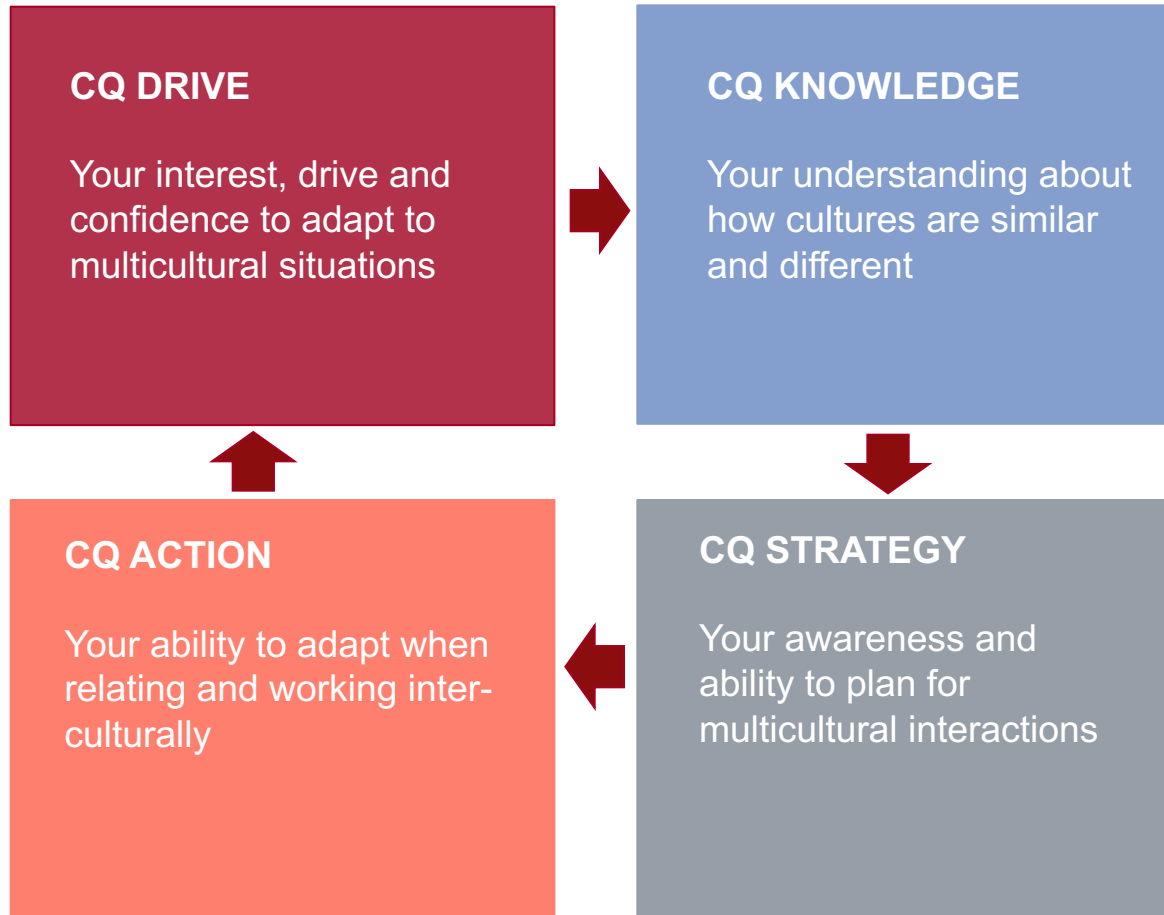 CQ DRIVE
Your interest, drive and
confidence to adapt to
multicultural situations
CQ KNOWLEDGE
Your understanding about
how cultures are similar
and different
CQ ACTION
Your ability to adapt when
relating and working inter-
culturally
CQ STRATEGY
Your awareness and
ability to plan for
multicultural interactions